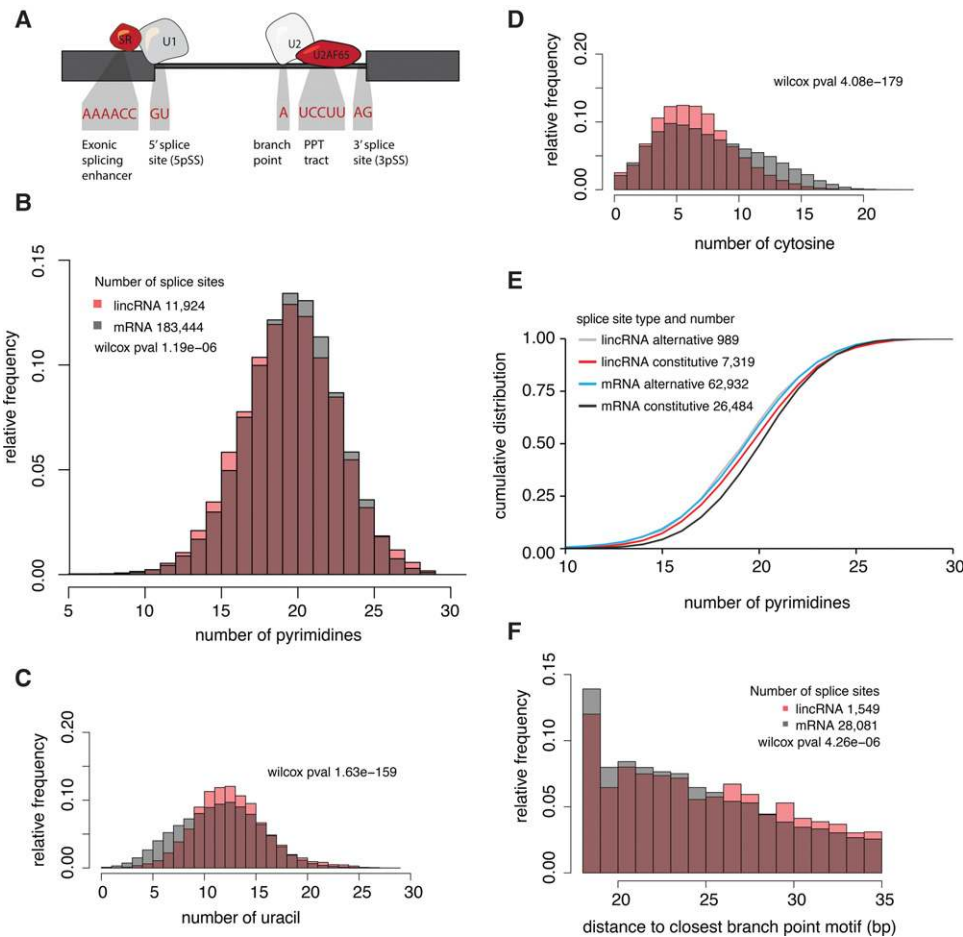 A
SR
U1
U2
U2AF65
AAAACC GU A UCCUU AG
Exonic
splicing
enhancer
5' splice
site (5pSS)
branch
point
PPT
tract
3' splice
site (3pSS)
B
relative frequency
0.00 0.05 0.10 0.15
Number of splice sites
lincRNA 11,924
mRNA 183,444
wilcox pval 1.19e−06
5 10 15 20 25 30
number of pyrimidines
C
relative frequency
0.00 0.10 0.20
wilcox pval 1.63e−159
0 5 10 15 20 25 30
number of uracil
D
relative frequency
0.00 0.10 0.20
wilcox pval 4.08e−179
0 5 10 15 20
number of cytosine
E
cumulative distribution
0.00 0.25 0.50 0.75 1.00
splice site type and number
lincRNA alternative 989
lincRNA constitutive 7,319
mRNA alternative 62,932
mRNA constitutive 26,484
10 15 20 25 30
number of pyrimidines
F
relative frequency
0.00 0.05 0.10 0.15
Number of splice sites
lincRNA 1,549
mRNA 28,081
wilcox pval 4.26e−06
20 25 30 35
distance to closest branch point motif (bp)